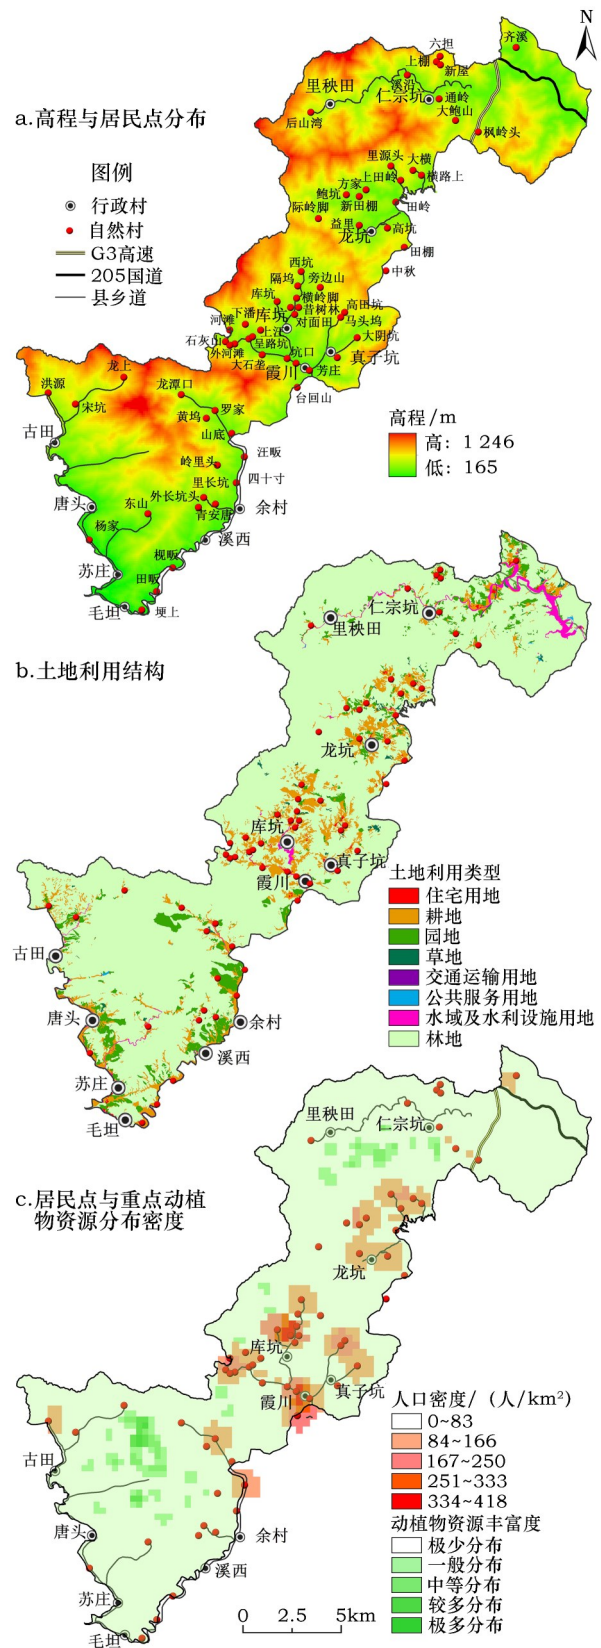 N
齐溪
六担
上棚
新屋
溪沿
里秧田
仁宗坑
通岭
后山湾
大鲍山
枫岭头
a.高程与居民点分布
里源头
大横
上田岭
横路上
方家
鲍坑
新田棚
田岭
际岭脚
益里
高坑
龙坑
田棚
中秋
图例
行政村
自然村
G3高速
205国道
县乡道
西坑
隔坞
旁边山
库坑
横岭脚
高田坑
河滩
下潘
库坑
昔树林
马头坞
对面田
上汪
石灰山
呈路坑
大阴坑
外河滩
坑口
真子坑
大石垄
霞川
芳庄
台回山
龙上
洪源
龙潭口
宋坑
罗家
黄坞
古田
山底
汪畈
岭里头
里长坑
四十寸
外长坑头
唐头
东山
青安唐
余村
杨家
溪西
枧畈
苏庄
田畈
毛坦
埂上
高程/m
高：1 246
低：165
b.土地利用结构
里秧田
仁宗坑
龙坑
库坑
真子坑
霞川
古田
唐头
余村
溪西
苏庄
毛坦
土地利用类型
住宅用地
耕地
园地
草地
交通运输用地
公共服务用地
水域及水利设施用地
林地
c.居民点与重点动植
物资源分布密度
里秧田
仁宗坑
龙坑
库坑
真子坑
霞川
古田
唐头
余村
溪西
苏庄
毛坦
人口密度/（人/km²）
0~83
84~166
167~250
251~333
334~418
动植物资源丰富度
极少分布
一般分布
中等分布
较多分布
极多分布
0 2.5 5km